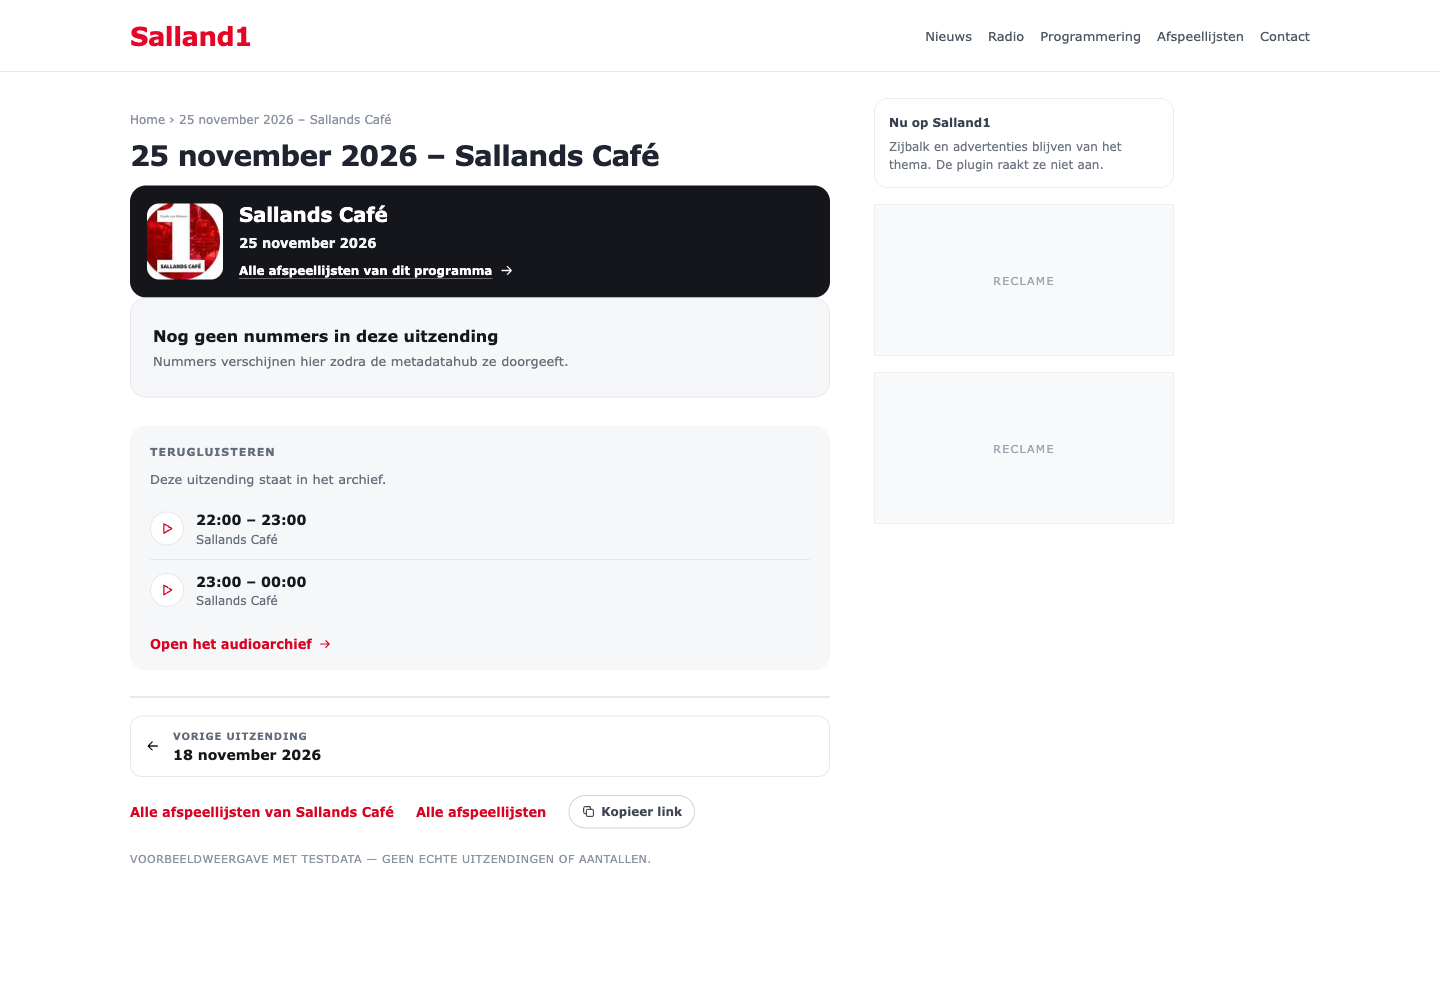 Salland1
Nieuws Radio Programmering Afspeellijsten Contact
Home › 25 november 2026 – Sallands Café
25 november 2026 – Sallands Café
1
SALLANDS CAFÉ
Sallands Café
25 november 2026
Alle afspeellijsten van dit programma →
Nog geen nummers in deze uitzending
Nummers verschijnen hier zodra de metadatahub ze doorgeeft.
TERUGLUISTEREN
Deze uitzending staat in het archief.
22:00 – 23:00
Sallands Café
23:00 – 00:00
Sallands Café
Open het audioarchief →
← VORIGE UITZENDING
18 november 2026
Alle afspeellijsten van Sallands Café Alle afspeellijsten Kopieer link
VOORBEELDWEERGAVE MET TESTDATA — GEEN ECHTE UITZENDINGEN OF AANTALLEN.
Nu op Salland1
Zijbalk en advertenties blijven van het
thema. De plugin raakt ze niet aan.
RECLAME
RECLAME